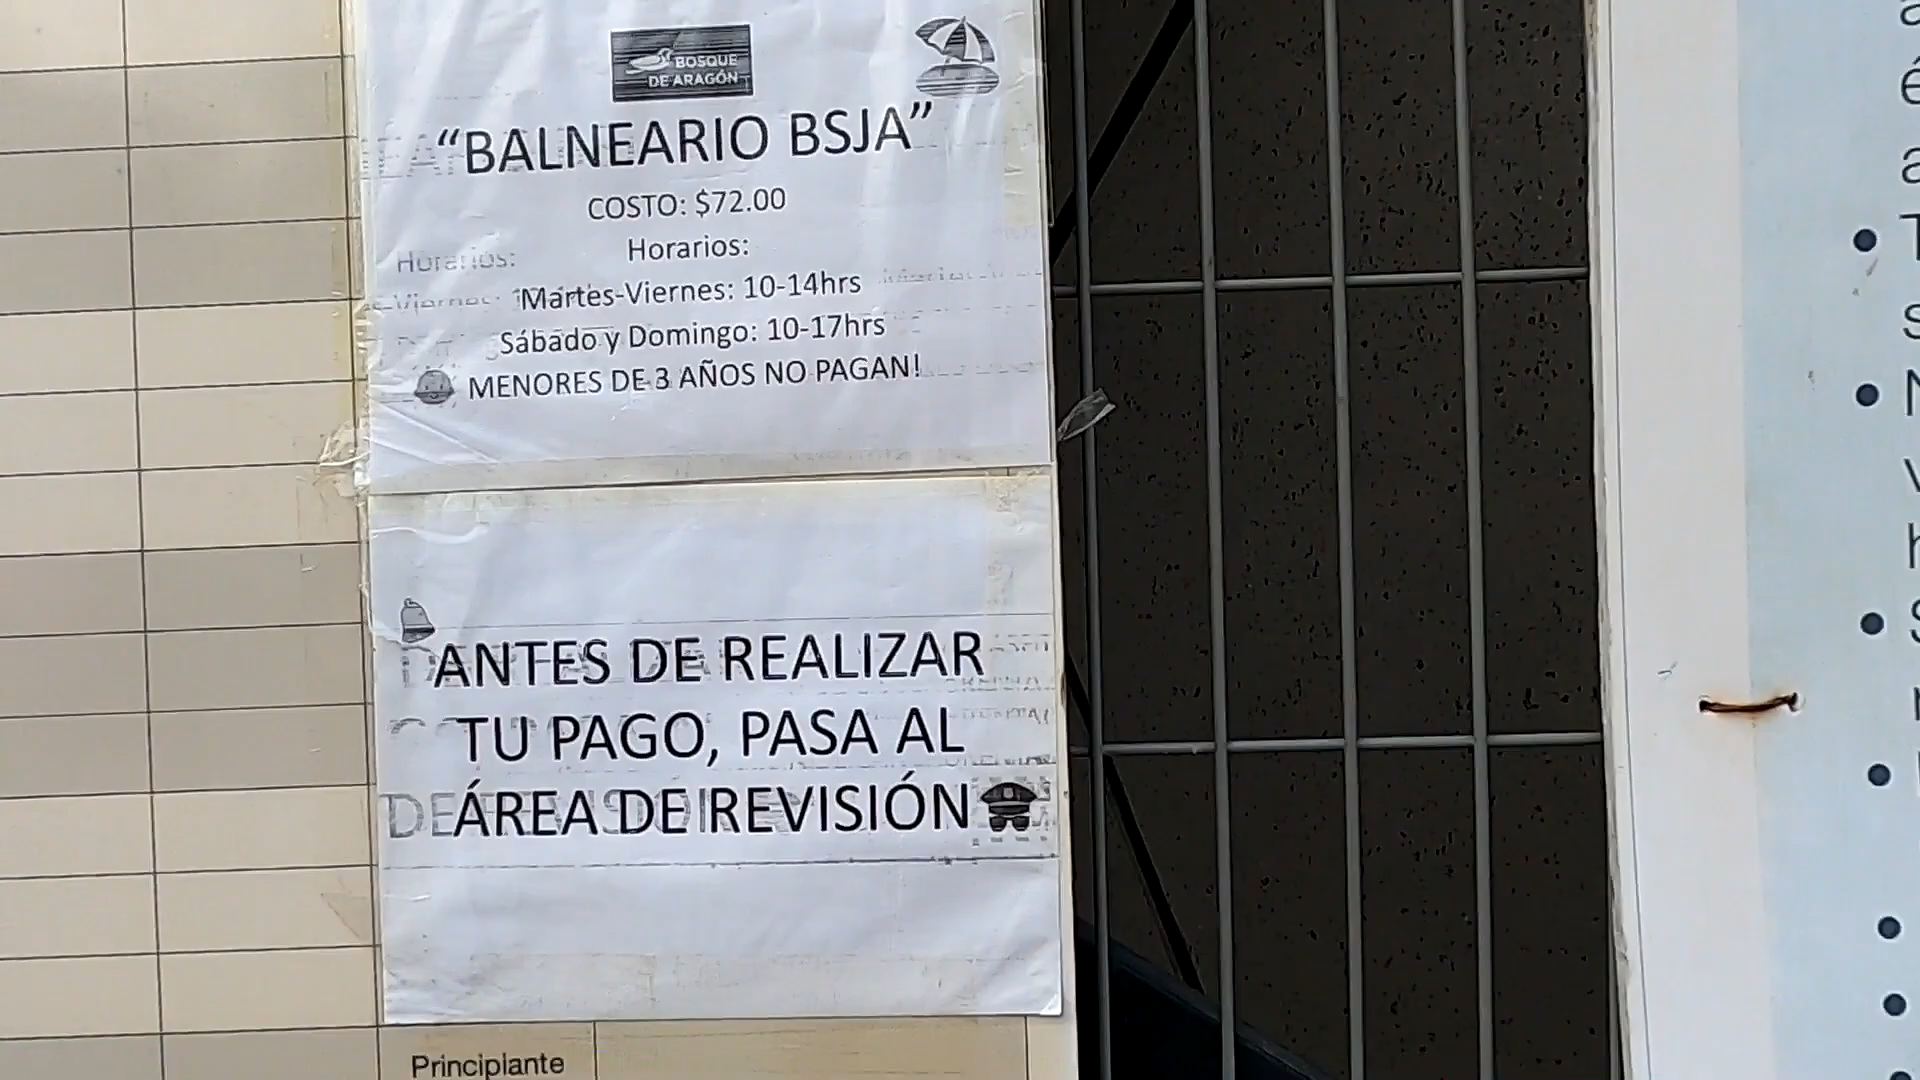 BOSQUE
DE ARAGÓN
“BALNEARIO BSJA”
COSTO: $72.00
Horarios:
Horarios:
Martes-Viernes: 10-14hrs
Sábado y Domingo: 10-17hrs
MENORES DE 3 AÑOS NO PAGAN!
ANTES DE REALIZAR
TU PAGO, PASA AL
ÁREA DE REVISIÓN
Principiante